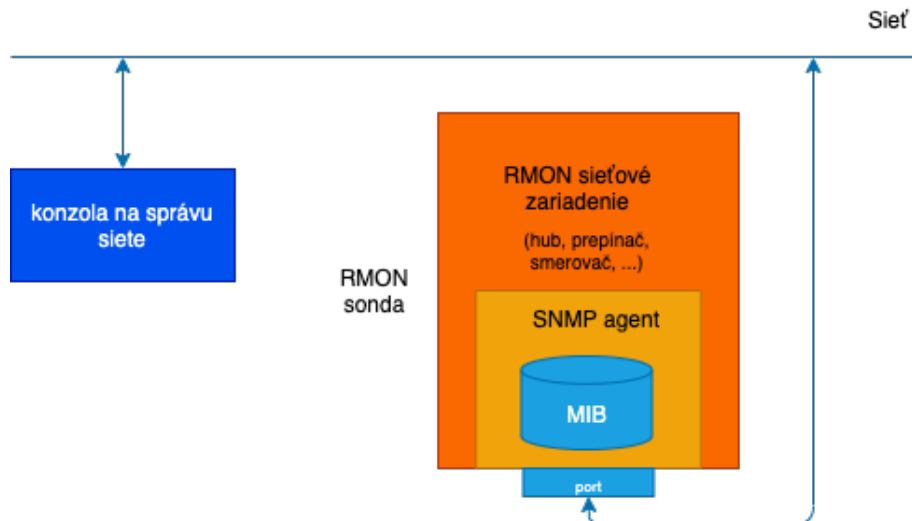 Sieť
konzola na správu
siete
RMON
sonda
RMON sieťové
zariadenie
(hub, prepínač,
smerovač, ...)
SNMP agent
MIB
port